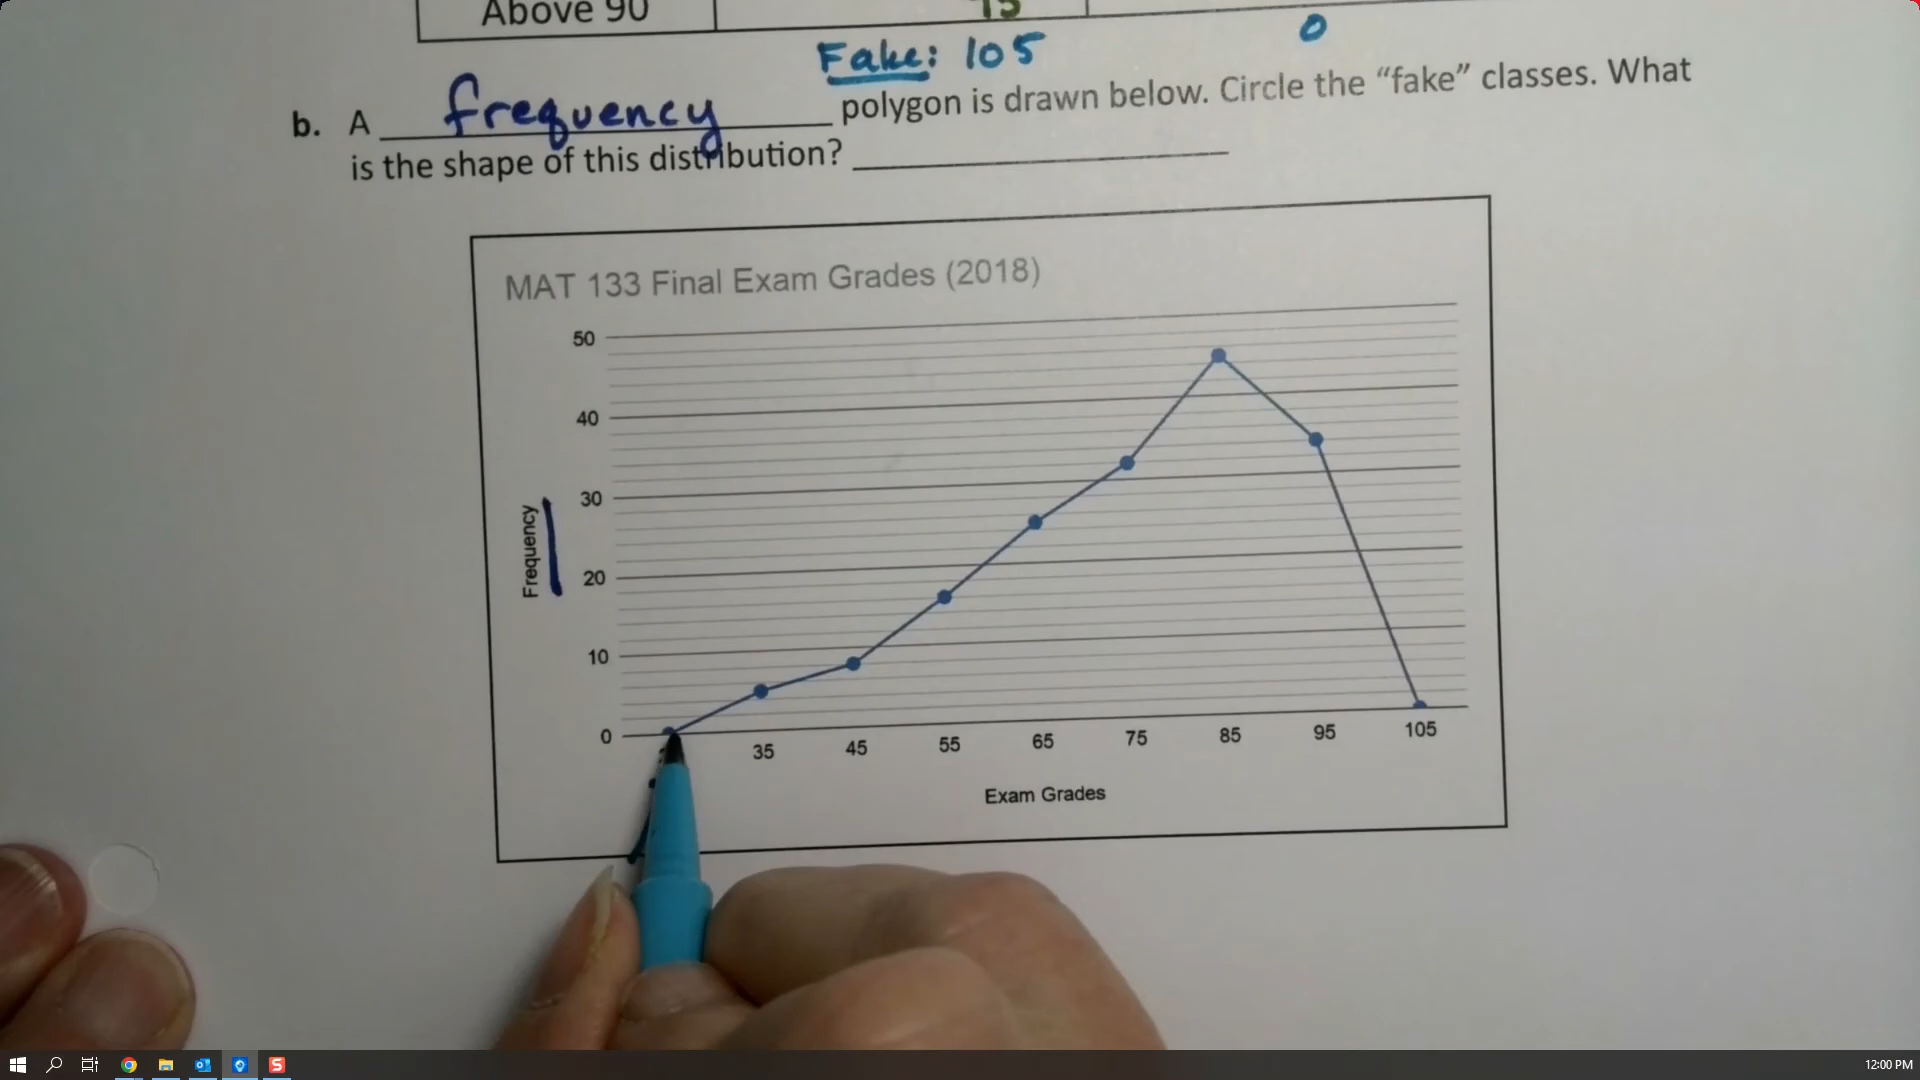 Above 90
Fake: 105 0
b. A frequency polygon is drawn below. Circle the “fake” classes. What
is the shape of this distribution?
MAT 133 Final Exam Grades (2018)
50
40
30
20
10
0
Frequency
35 45 55 65 75 85 95 105
Exam Grades
12:00 PM